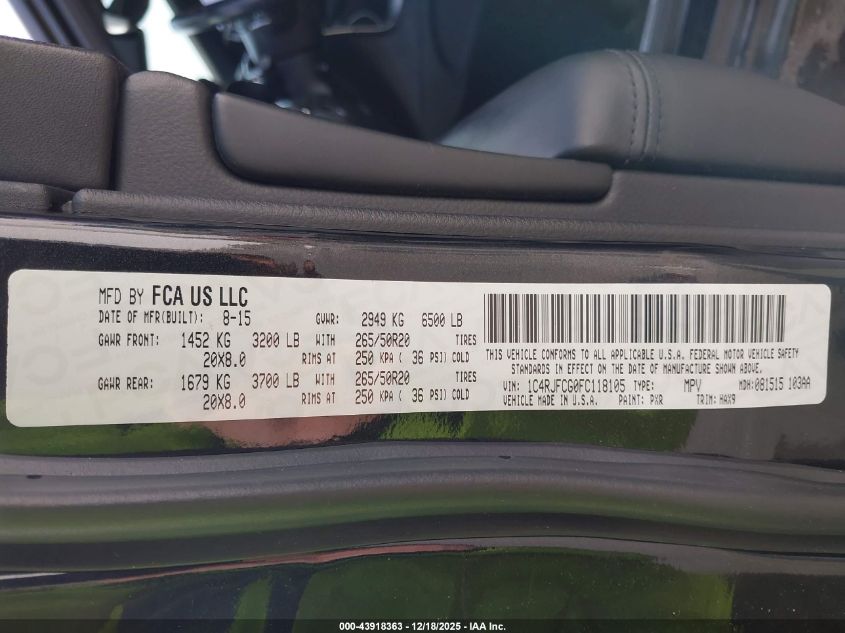 MFD BY FCA US LLC
DATE OF MFR(BUILT): 8-15 GVWR: 2949 KG 6500 LB
GAWR FRONT: 1452 KG 3200 LB WITH 265/50R20 TIRES
20X8.0 RIMS AT 250 KPA ( 36 PSI) COLD
GAWR REAR: 1679 KG 3700 LB WITH 265/50R20 TIRES
20X8.0 RIMS AT 250 KPA ( 36 PSI) COLD
THIS VEHICLE CONFORMS TO ALL APPLICABLE U.S.A. FEDERAL MOTOR VEHICLE SAFETY
STANDARDS IN EFFECT ON THE DATE OF MANUFACTURE SHOWN ABOVE.
VIN: 1C4RJFCG0FC118105 TYPE: MPV MDH:081515 103AA
VEHICLE MADE IN U.S.A. PAINT: PXR TRIM: HAX9
000-43918363 – 12/18/2025 – IAA Inc.